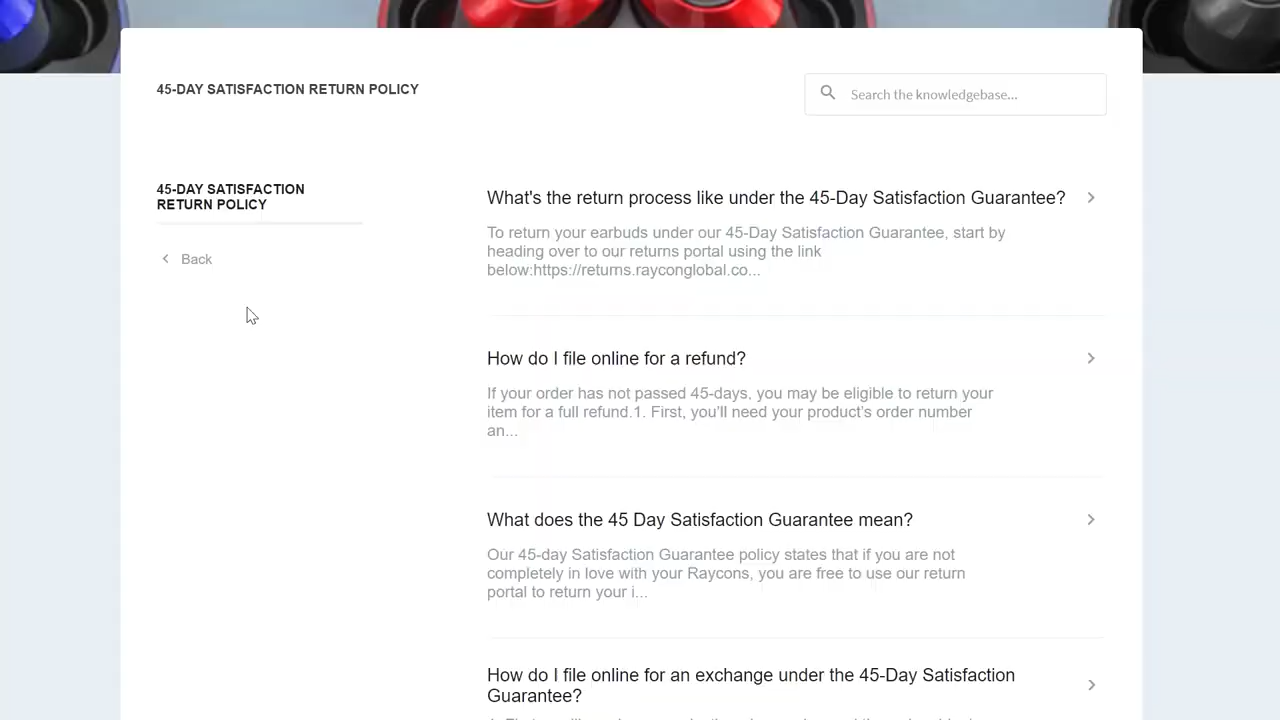 45-DAY SATISFACTION RETURN POLICY
Search the knowledgebase...
45-DAY SATISFACTION
RETURN POLICY
Back
What's the return process like under the 45-Day Satisfaction Guarantee?
To return your earbuds under our 45-Day Satisfaction Guarantee, start by
heading over to our returns portal using the link
below:https://returns.rayconglobal.co...
How do I file online for a refund?
If your order has not passed 45-days, you may be eligible to return your
item for a full refund.1. First, you’ll need your product’s order number
an...
What does the 45 Day Satisfaction Guarantee mean?
Our 45-day Satisfaction Guarantee policy states that if you are not
completely in love with your Raycons, you are free to use our return
portal to return your i...
How do I file online for an exchange under the 45-Day Satisfaction
Guarantee?